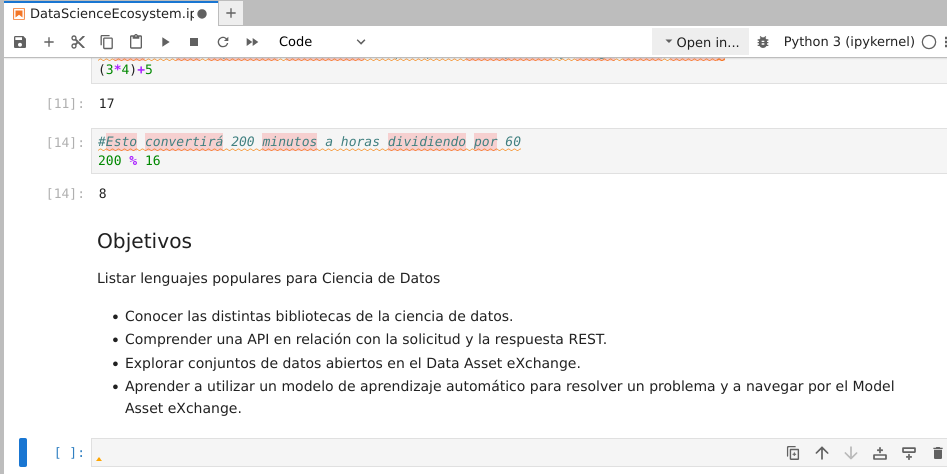 DataScienceEcosystem.ip
Code
Open in...
Python 3 (ipykernel)
(3*4)+5
[11]: 17
[14]: #Esto convertirá 200 minutos a horas dividiendo por 60
200 % 16
[14]: 8
Objetivos
Listar lenguajes populares para Ciencia de Datos
• Conocer las distintas bibliotecas de la ciencia de datos.
• Comprender una API en relación con la solicitud y la respuesta REST.
• Explorar conjuntos de datos abiertos en el Data Asset eXchange.
• Aprender a utilizar un modelo de aprendizaje automático para resolver un problema y a navegar por el Model
Asset eXchange.
[ ]: